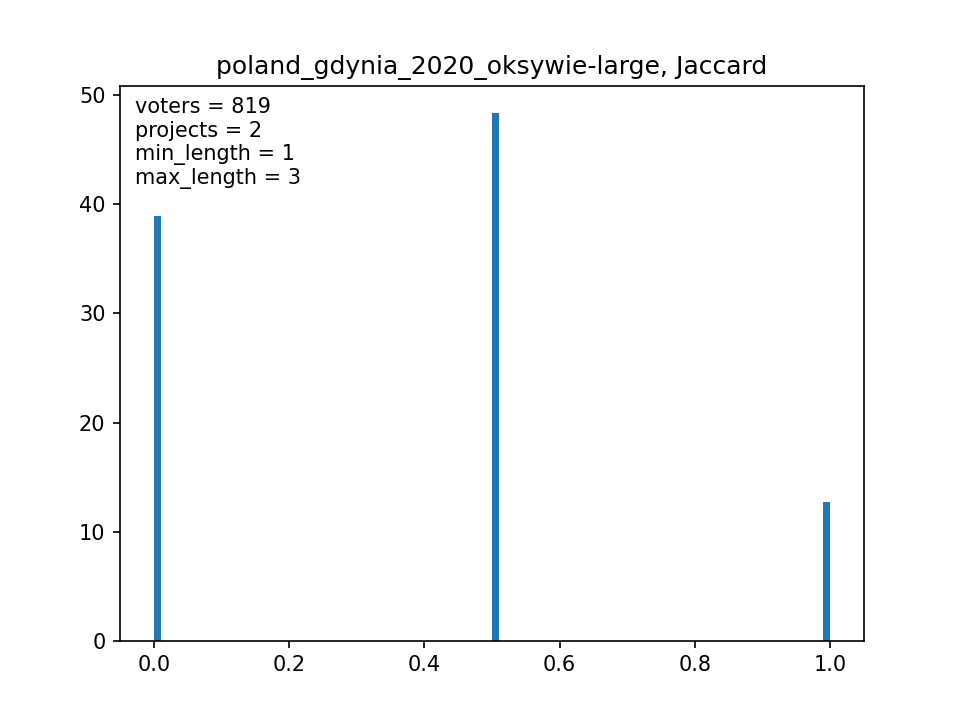 poland_gdynia_2020_oksywie-large, Jaccard
voters = 819
projects = 2
min_length = 1
max_length = 3
50
40
30
20
10
0
0.0 0.2 0.4 0.6 0.8 1.0